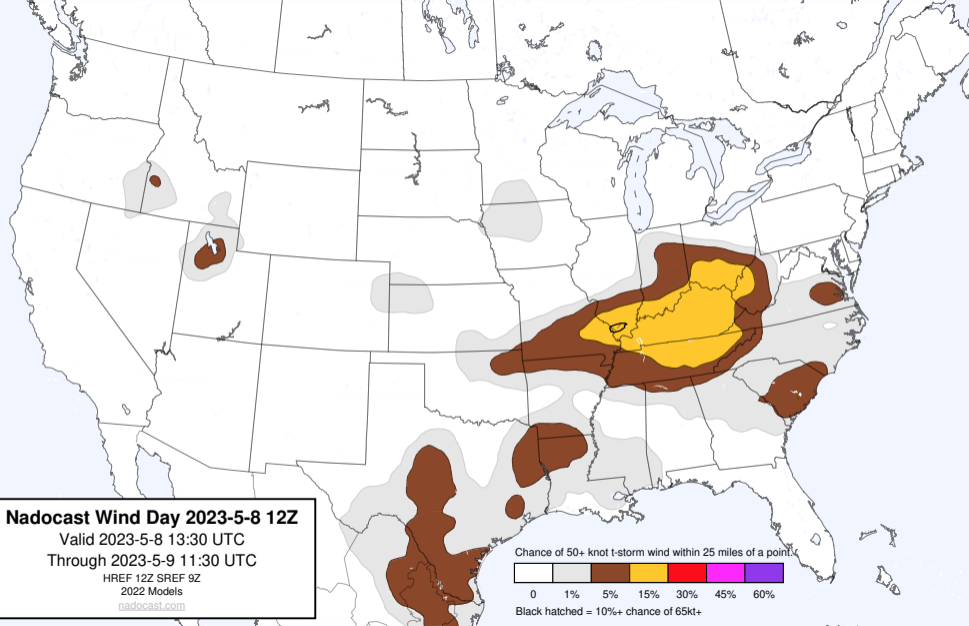 Nadocast Wind Day 2023-5-8 12Z
Valid 2023-5-8 13:30 UTC
Through 2023-5-9 11:30 UTC
HREF 12Z SREF 9Z
2022 Models
nadocast.com
Chance of 50+ knot t-storm wind within 25 miles of a point.
0 1% 5% 15% 30% 45% 60%
Black hatched = 10%+ chance of 65kt+